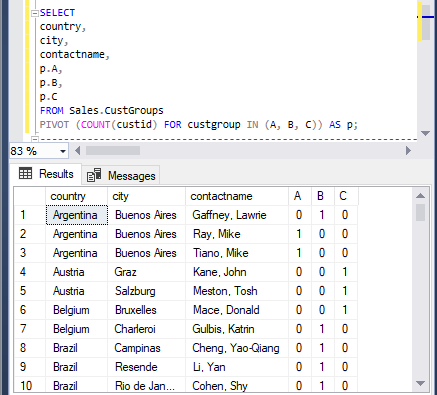 SELECT
country,
city,
contactname,
p.A,
p.B,
p.C
FROM Sales.CustGroups
PIVOT (COUNT(custid) FOR custgroup IN (A, B, C)) AS p;
83 %
Results Messages
country city contactname A B C
1 Argentina Buenos Aires Gaffney, Lawrie 0 1 0
2 Argentina Buenos Aires Ray, Mike 1 0 0
3 Argentina Buenos Aires Tiano, Mike 1 0 0
4 Austria Graz Kane, John 0 0 1
5 Austria Salzburg Meston, Tosh 0 0 1
6 Belgium Bruxelles Mace, Donald 0 0 1
7 Belgium Charleroi Gulbis, Katrin 0 1 0
8 Brazil Campinas Cheng, Yao-Qiang 0 1 0
9 Brazil Resende Li, Yan 0 1 0
10 Brazil Rio de Jan... Cohen, Shy 0 1 0